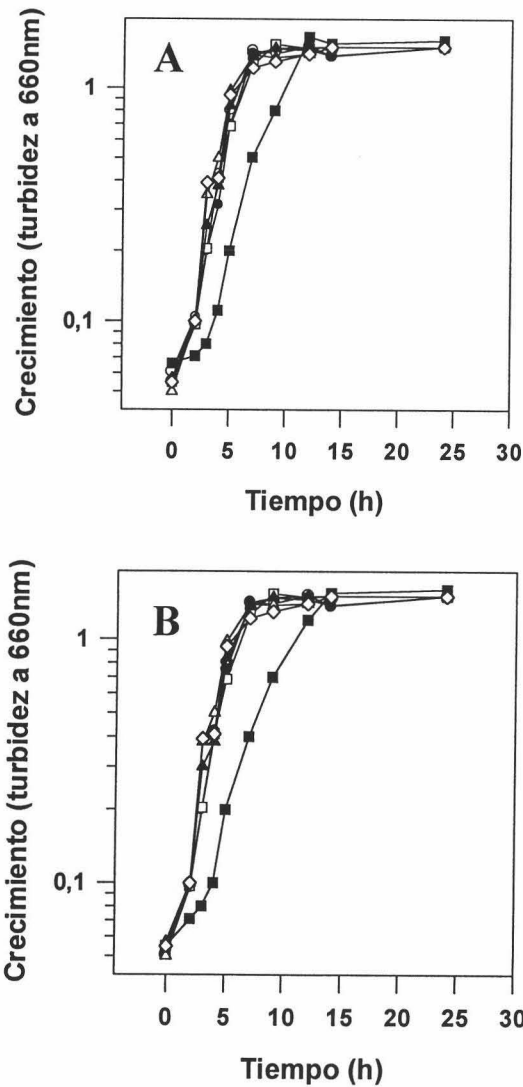 A
1
0,1
Crecimiento (turbidez a 660nm)
0 5 10 15 20 25 30
Tiempo (h)
B
1
0,1
Crecimiento (turbidez a 660nm)
0 5 10 15 20 25 30
Tiempo (h)